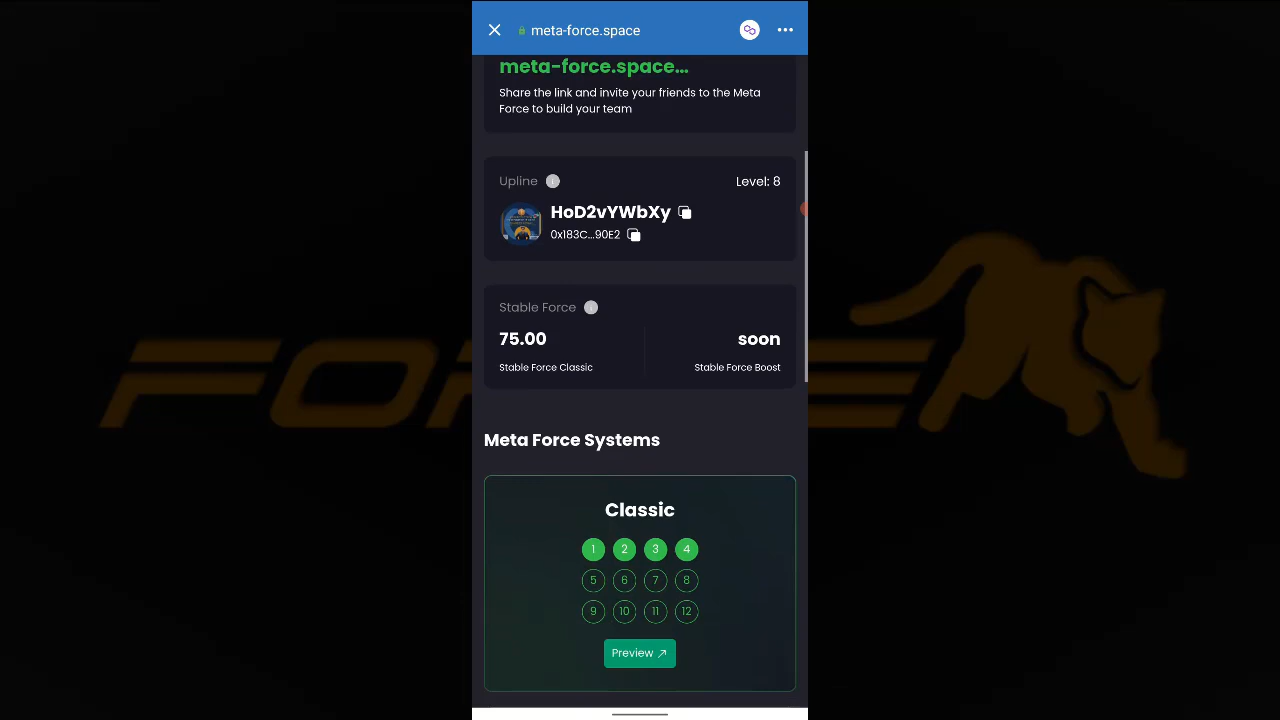 meta-force.space
meta-force.space...
Share the link and invite your friends to the Meta
Force to build your team
Upline
Level: 8
HoD2vYWbXy
0x183C...90E2
Stable Force
75.00
soon
Stable Force Classic
Stable Force Boost
Meta Force Systems
Classic
1 2 3 4
5 6 7 8
9 10 11 12
Preview